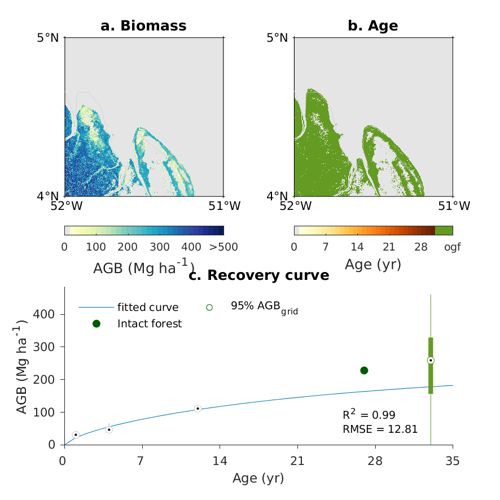 a. Biomass
b. Age
5°N
5°N
4°N
4°N
52°W
51°W
52°W
51°W
0 100 200 300 400 >500
0 7 14 21 28 ogf
AGB (Mg ha-1)
Age (yr)
c. Recovery curve
fitted curve
95% AGBgrid
Intact forest
AGB (Mg ha-1)
400
300
200
100
0
R2 = 0.99
RMSE = 12.81
0 7 14 21 28 35
Age (yr)